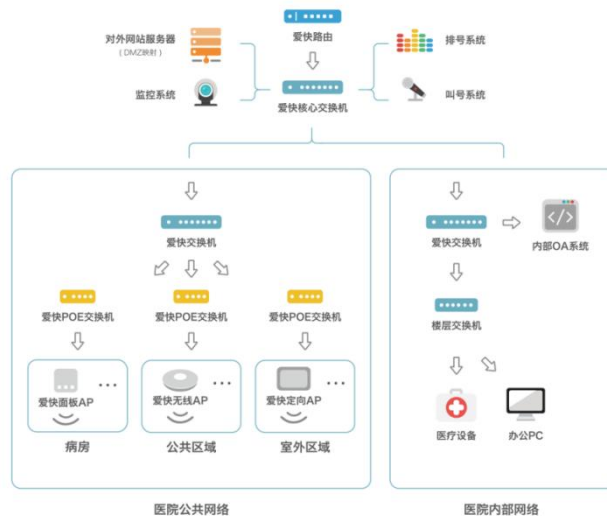 对外网站服务器
(DMZ映射)
爱快路由
排号系统
监控系统
爱快核心交换机
叫号系统
爱快交换机
爱快交换机
</>
内部OA系统
爱快POE交换机
爱快POE交换机
爱快POE交换机
楼层交换机
爱快面板AP
爱快无线AP
爱快定向AP
病房
公共区域
室外区域
医疗设备
办公PC
医院公共网络
医院内部网络